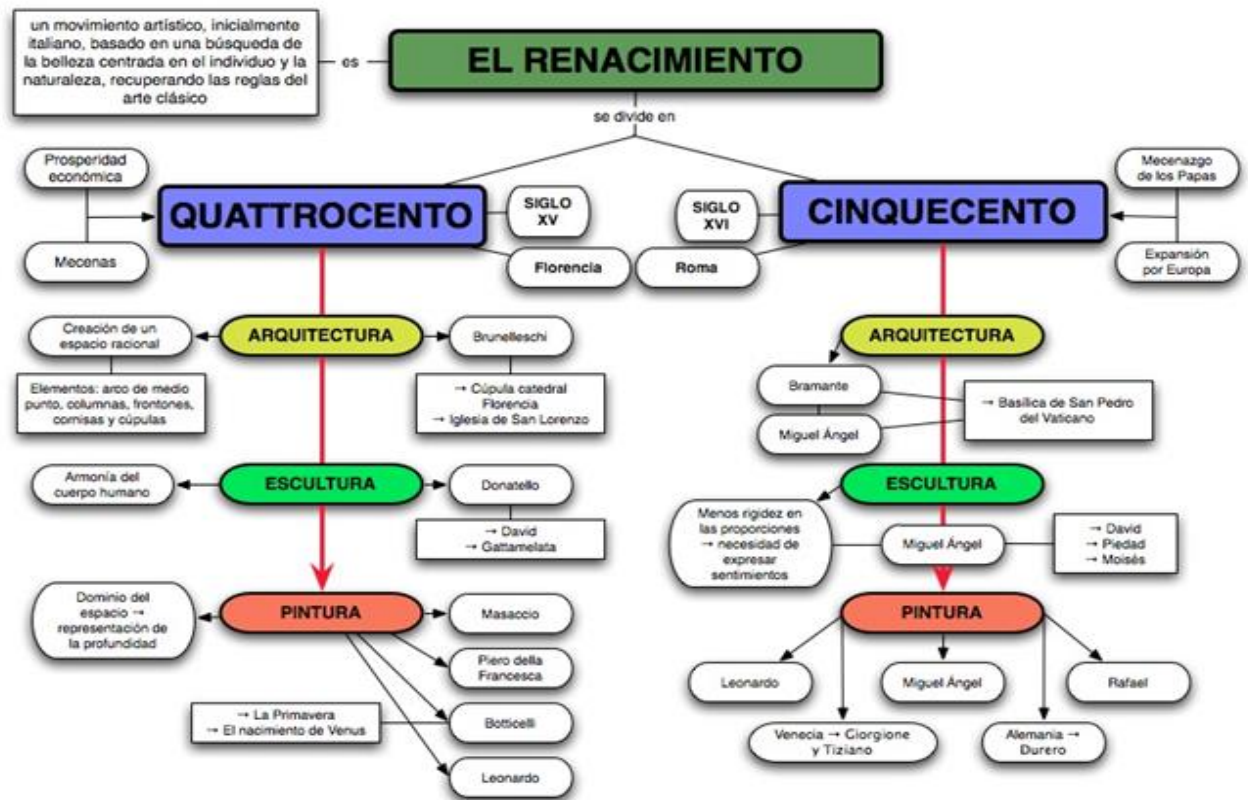 un movimiento artístico, inicialmente
italiano, basado en una búsqueda de
la belleza centrada en el individuo y la
naturaleza, recuperando las reglas del
arte clásico
es
EL RENACIMIENTO
se divide en
Prosperidad
económica
Mecenas
QUATTROCENTO
SIGLO
XV
Florencia
SIGLO
XVI
Roma
CINQUECENTO
Mecenazgo
de los Papas
Expansión
por Europa
Creación de un
espacio racional
Elementos: arco de medio
punto, columnas, frontones,
cornisas y cúpulas
ARQUITECTURA
Brunelleschi
→ Cúpula catedral
Florencia
→ Iglesia de San Lorenzo
Armonía del
cuerpo humano
ESCULTURA
Donatello
→ David
→ Gattamelata
Dominio del
espacio →
representación de
la profundidad
PINTURA
Masaccio
Piero della
Francesca
→ La Primavera
→ El nacimiento de Venus
Botticelli
Leonardo
ARQUITECTURA
Bramante
Miguel Ángel
→ Basílica de San Pedro
del Vaticano
ESCULTURA
Menos rigidez en
las proporciones
→ necesidad de
expresar
sentimientos
Miguel Ángel
→ David
→ Piedad
→ Moisés
PINTURA
Leonardo
Miguel Ángel
Rafael
Venecia → Giorgione
y Tiziano
Alemania →
Durero